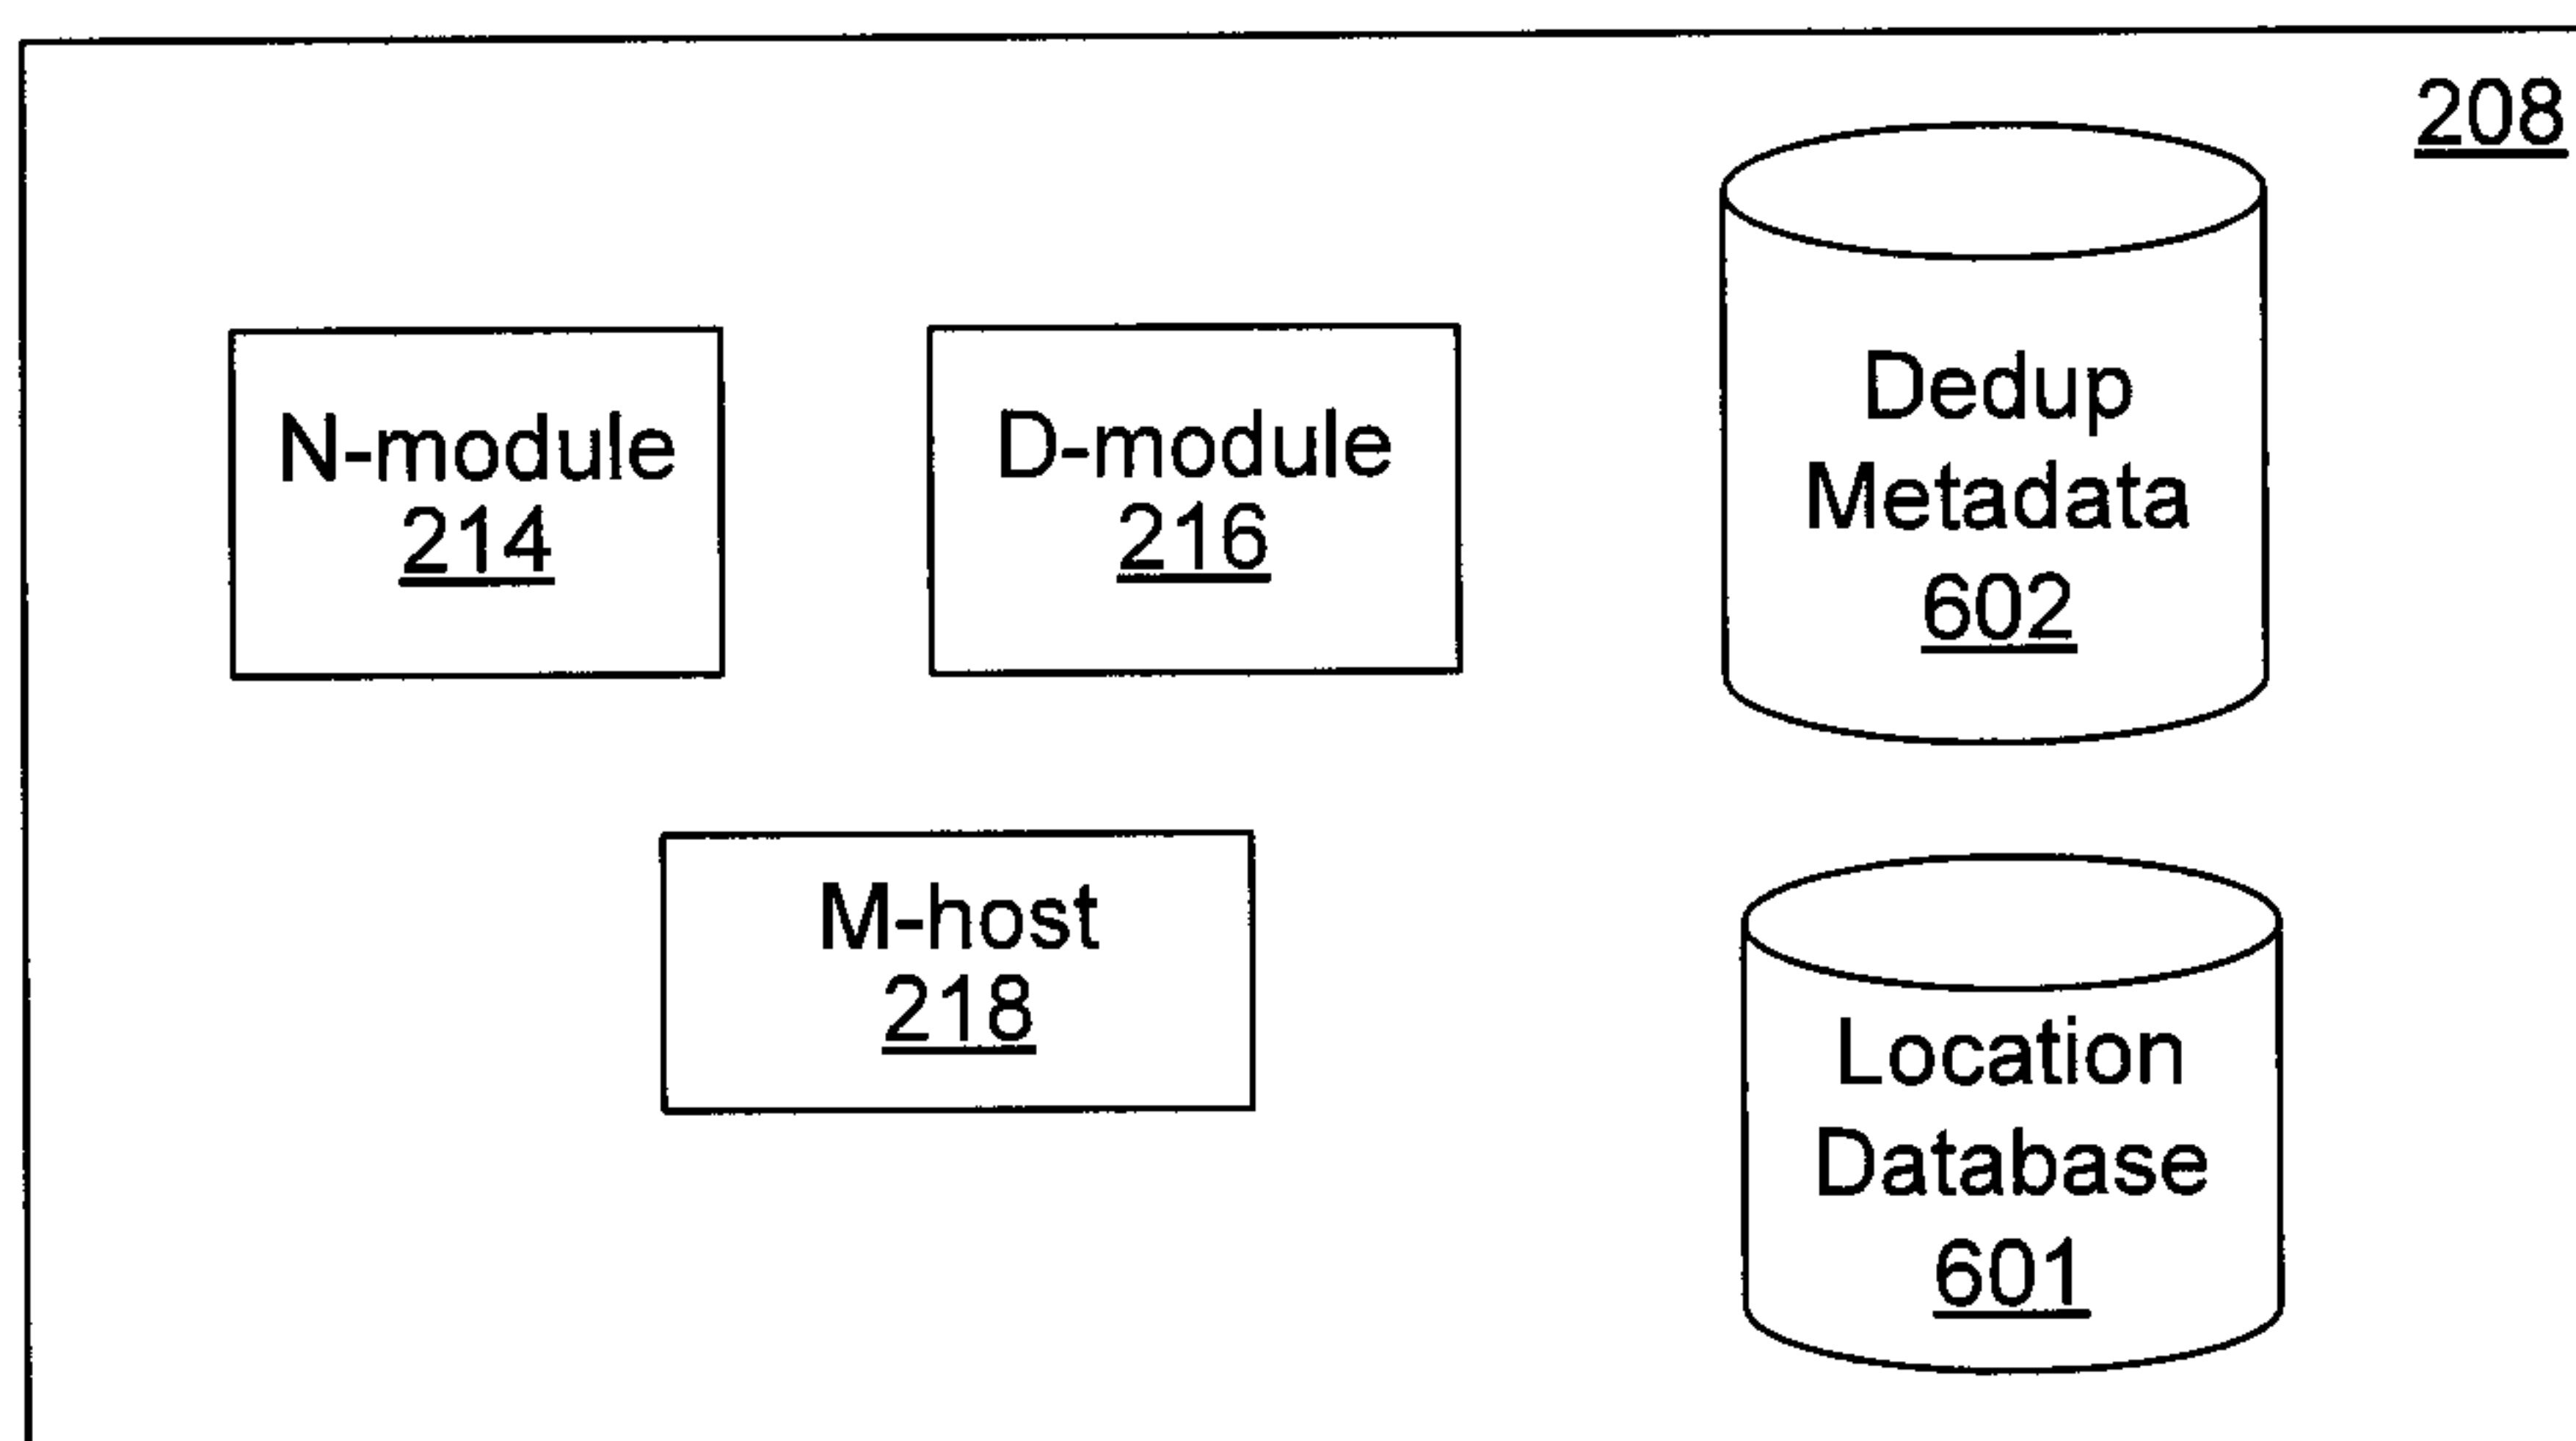 208
N-module
214
D-module
216
Dedup
Metadata
602
M-host
218
Location
Database
601